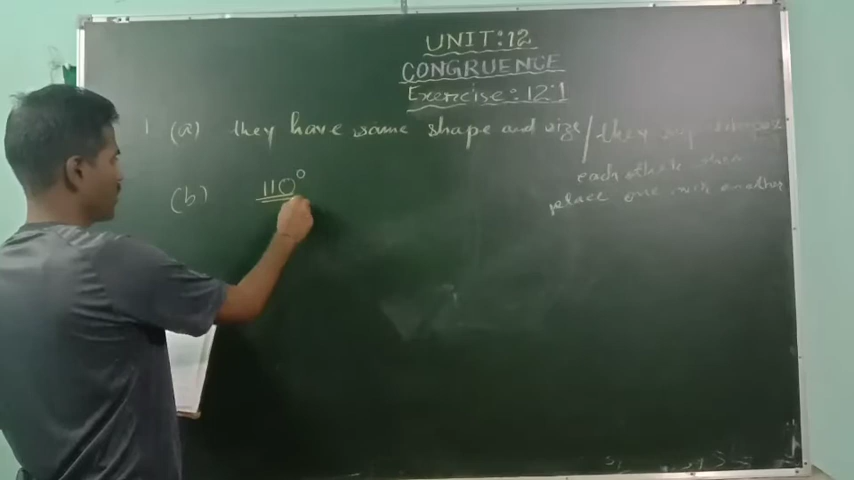 UNIT:12
CONGRUENCE
Exercise:12.1
1 (a) they have same shape and size/they
each other when
place one with another
(b) 110°